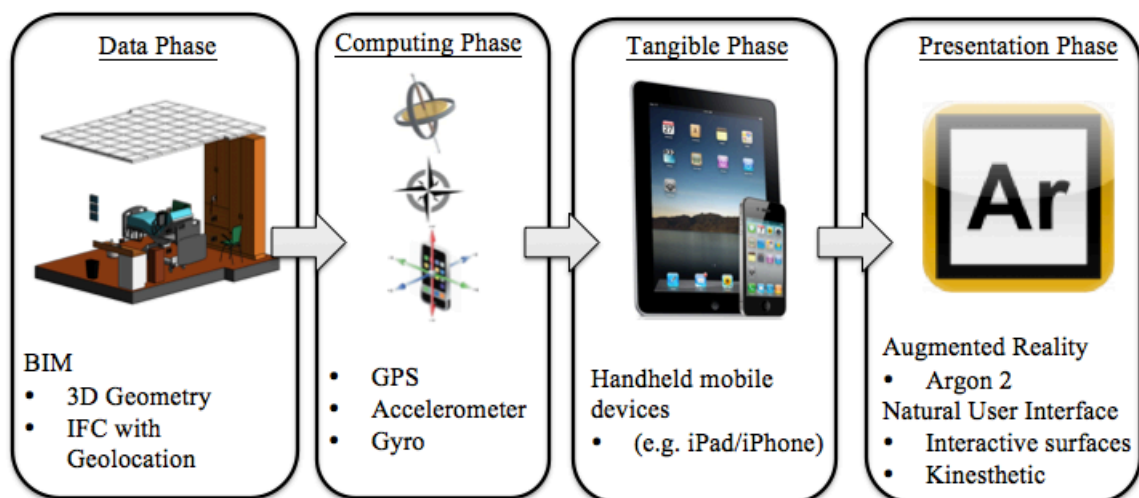 Data Phase
BIM
• 3D Geometry
• IFC with
Geolocation
Computing Phase
• GPS
• Accelerometer
• Gyro
Tangible Phase
Handheld mobile
devices
• (e.g. iPad/iPhone)
Presentation Phase
Ar
Augmented Reality
• Argon 2
Natural User Interface
• Interactive surfaces
• Kinesthetic